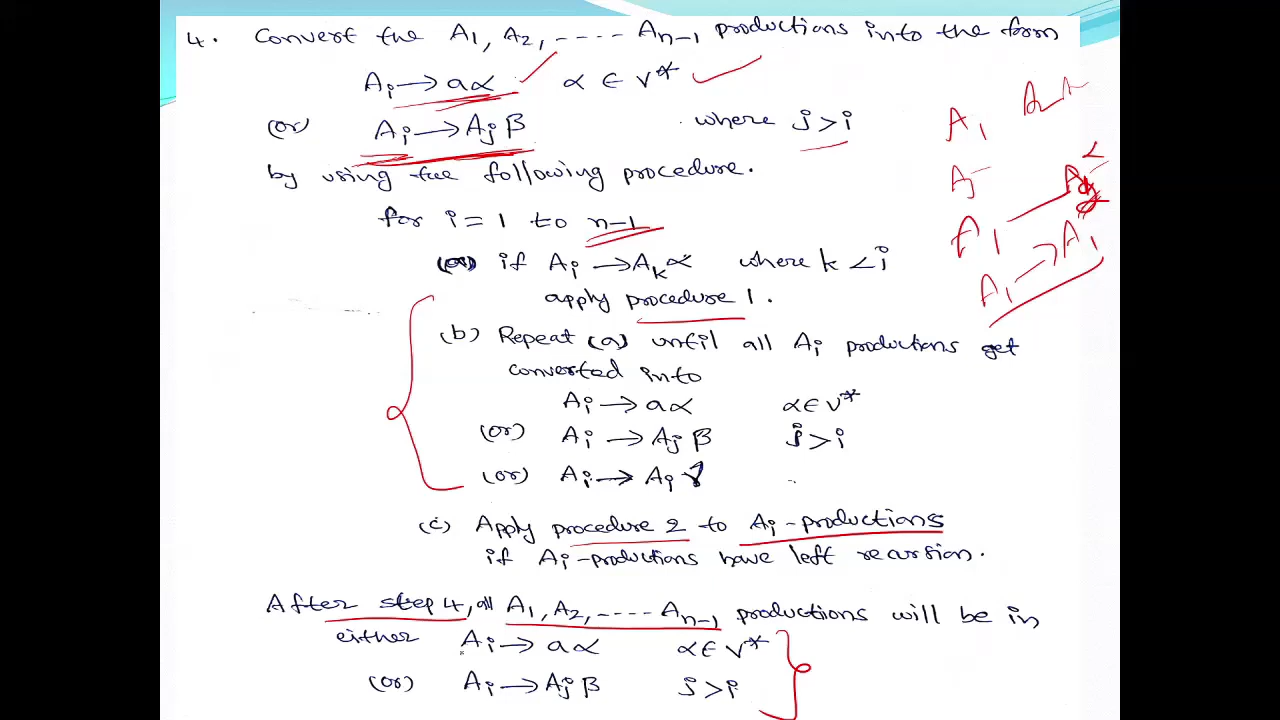 4. Convert the A1, A2, ---- An-1 productions into the form
Ai → aα α ∈ V*
(or) Ai → Aj β where j > i
by using the following procedure.
for i = 1 to n-1
(a) if Ai → Ak α where k < i
apply procedure 1.
(b) Repeat (a) until all Ai productions get
converted into
Ai → aα α ∈ V*
(or) Ai → Aj β j > i
(or) Ai → Ai γ
(c) Apply procedure 2 to Ai-productions
if Ai-productions have left recursion.
After step 4, all A1, A2, ---- An-1 productions will be in
either Ai → aα α ∈ V*
(or) Ai → Aj β j > i
A1
A1
A1 → A1